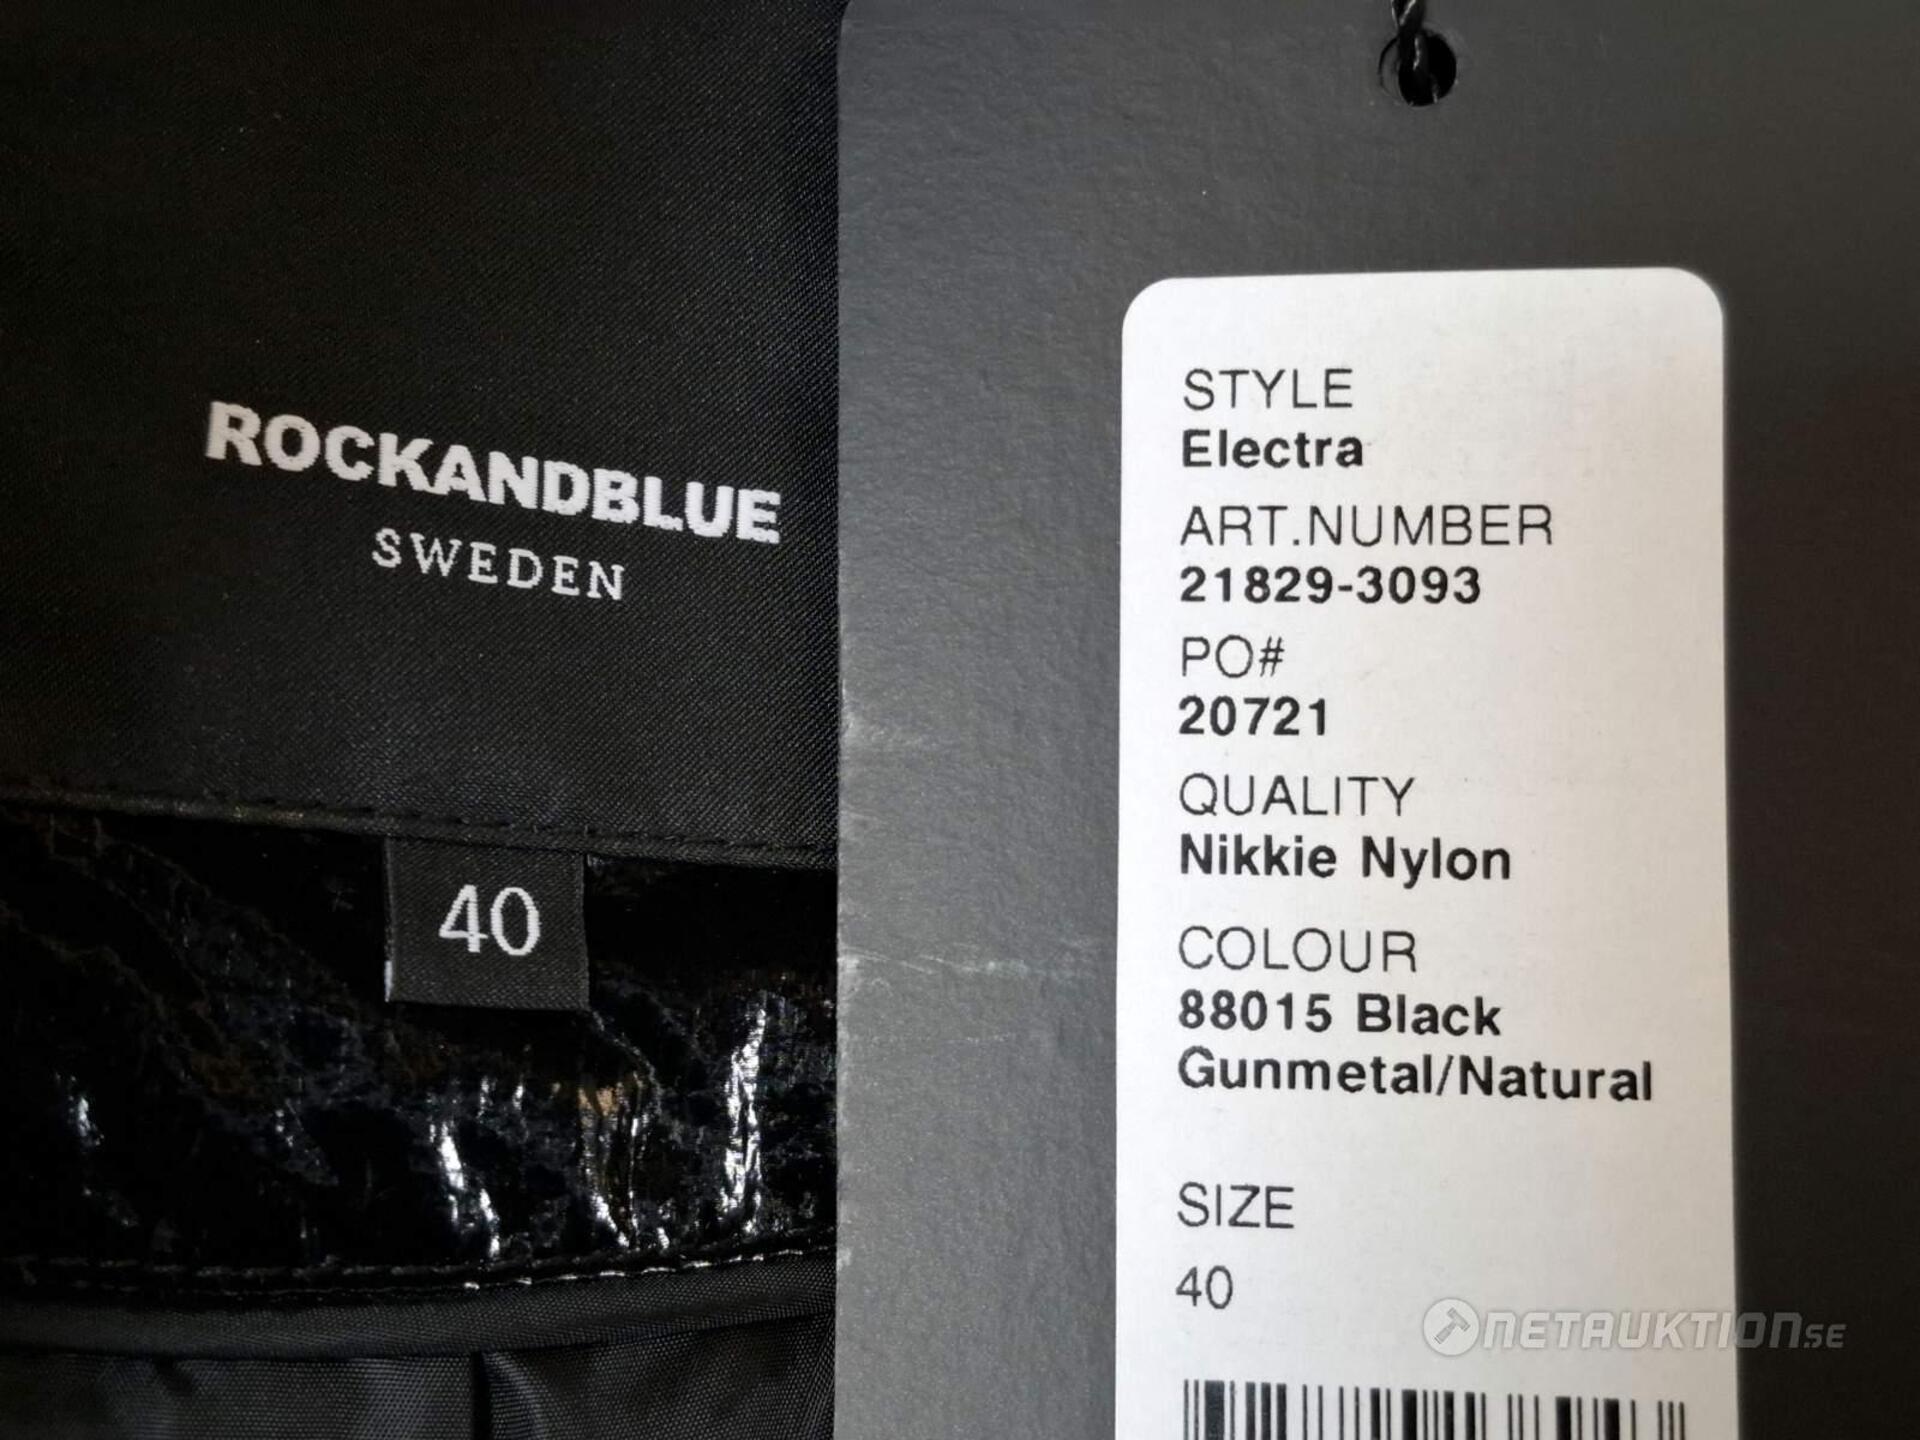 ROCKANDBLUE
SWEDEN
40
STYLE
Electra
ART.NUMBER
21829-3093
PO#
20721
QUALITY
Nikkie Nylon
COLOUR
88015 Black
Gunmetal/Natural
SIZE
40
NETAUKTION.SE